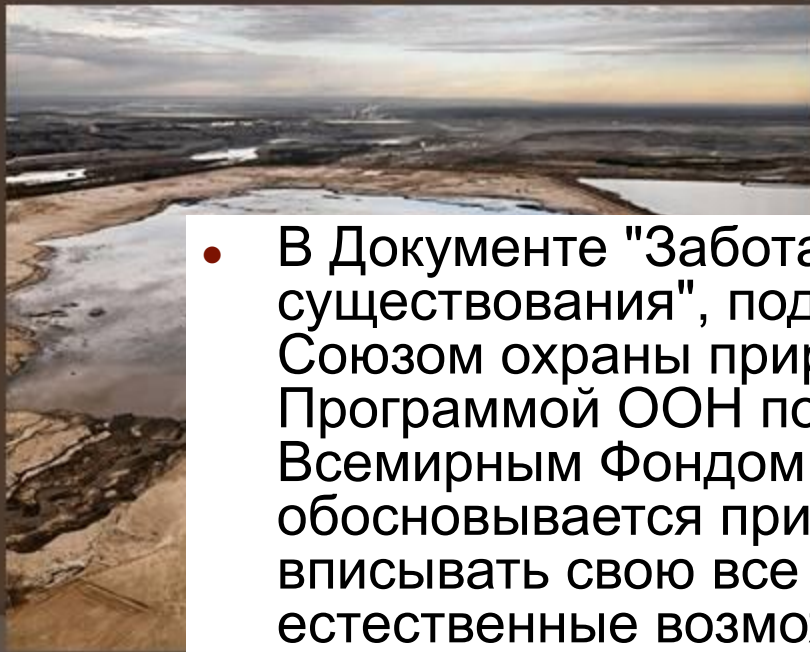 • В Документе "Забота
существования", под
Союзом охраны прир
Программой ООН по
Всемирным Фондом
обосновывается при
вписывать свою все
естественные возмо